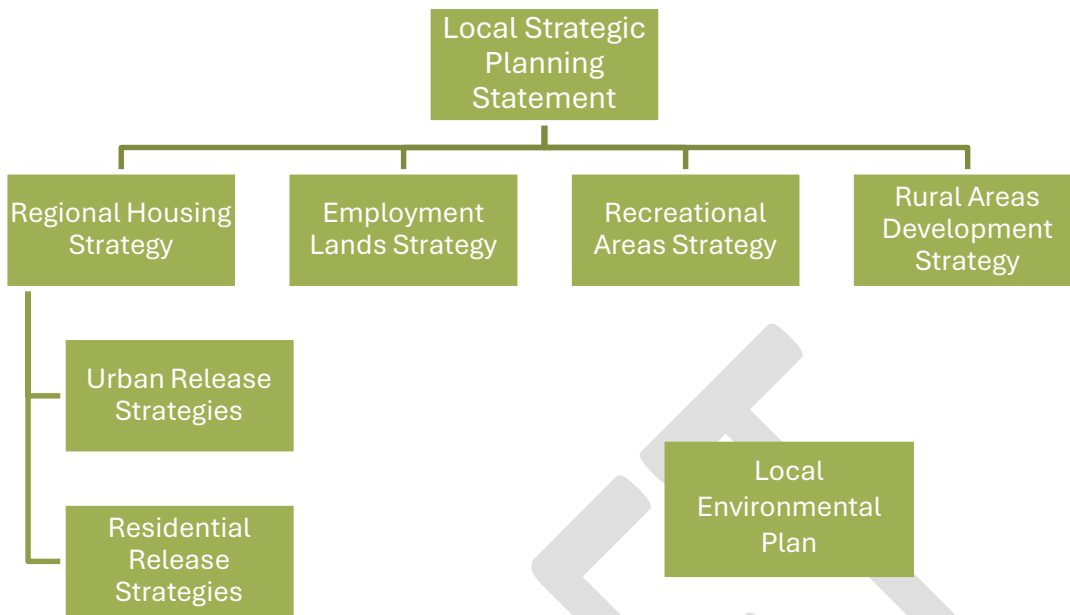 Local Strategic
Planning
Statement
Regional Housing
Strategy
Employment
Lands Strategy
Recreational
Areas Strategy
Rural Areas
Development
Strategy
Urban Release
Strategies
Residential
Release
Strategies
Local
Environmental
Plan